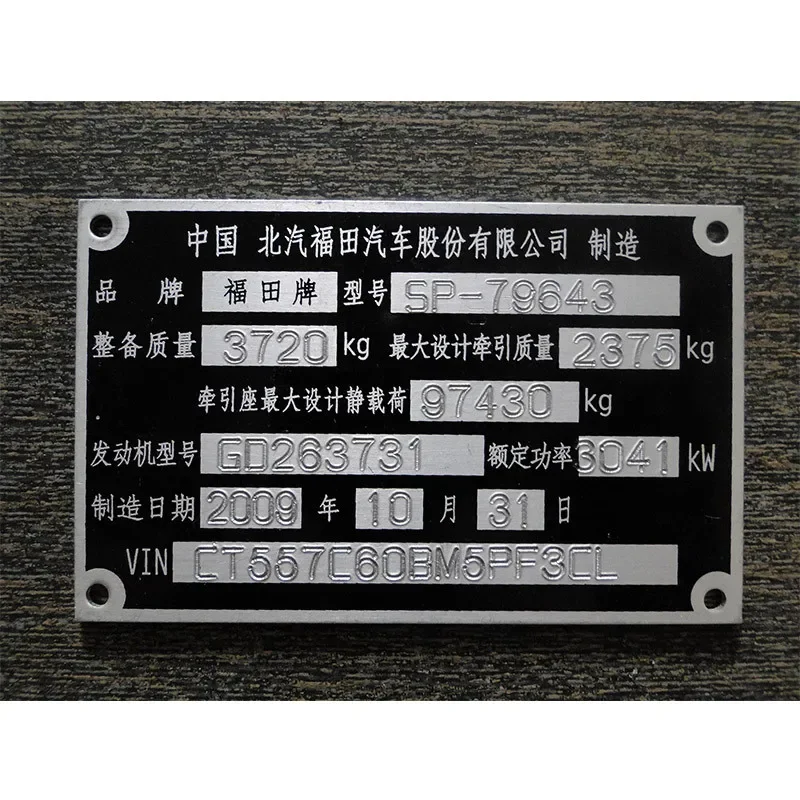 中国 北汽福田汽车股份有限公司 制造
品 牌 福田牌 型号 SP-79643
整备质量 3720 kg 最大设计牵引质量 2375 kg
牵引座最大设计静载荷 97430 kg
发动机型号 GD263731 额定功率 3041 kW
制造日期 2009 年 10 月 31 日
VIN CT557C60BM5PF3CL